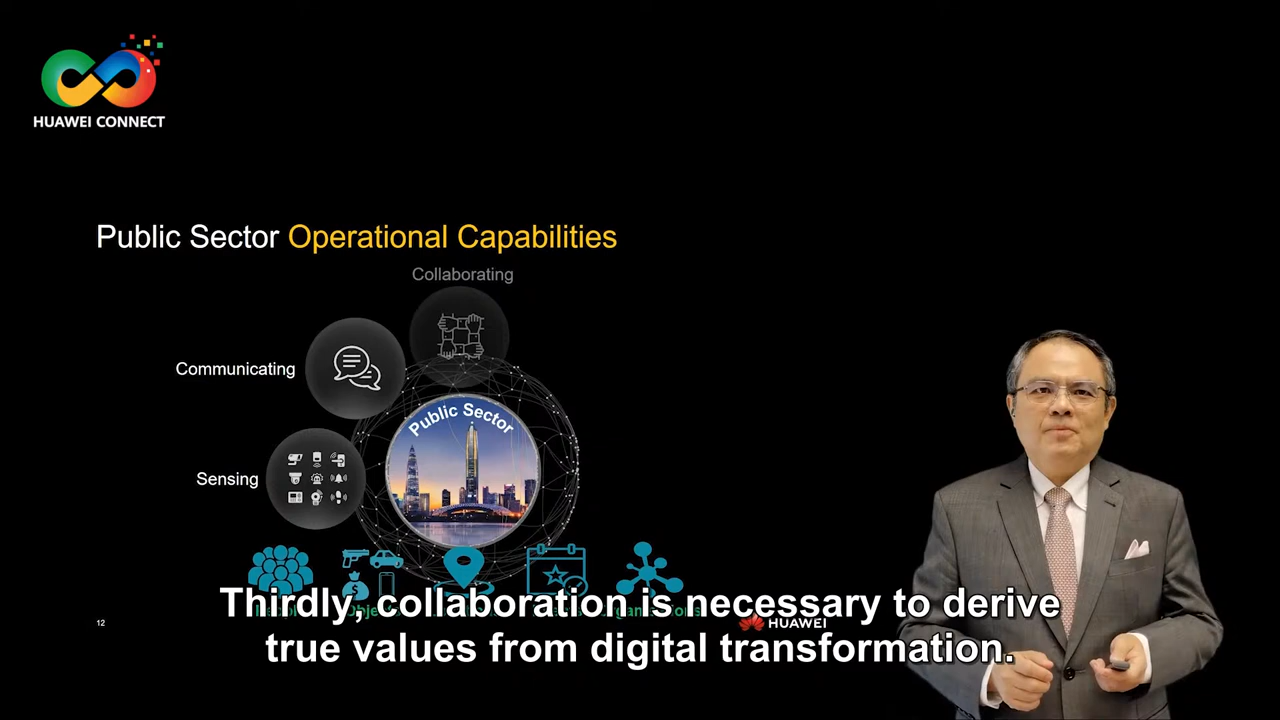 HUAWEI CONNECT
Public Sector Operational Capabilities
Collaborating
Communicating
Public Sector
Sensing
Thirdly, collaboration is necessary to derive
true values from digital transformation.
12
HUAWEI